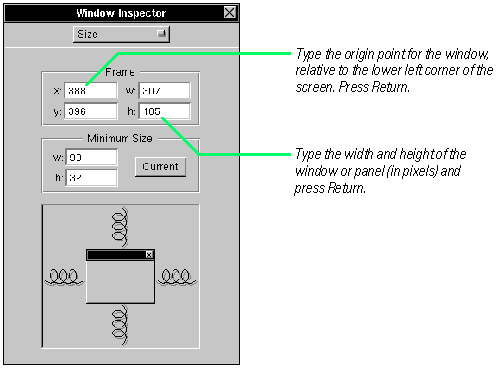 Window Inspector
Size
Frame
x: 388 w: 307
y: 396 h: 105
Minimum Size
w: 90
h: 32
Current
Type the origin point for the window,
relative to the lower left corner of the
screen. Press Return.
Type the width and height of the
window or panel (in pixels) and
press Return.